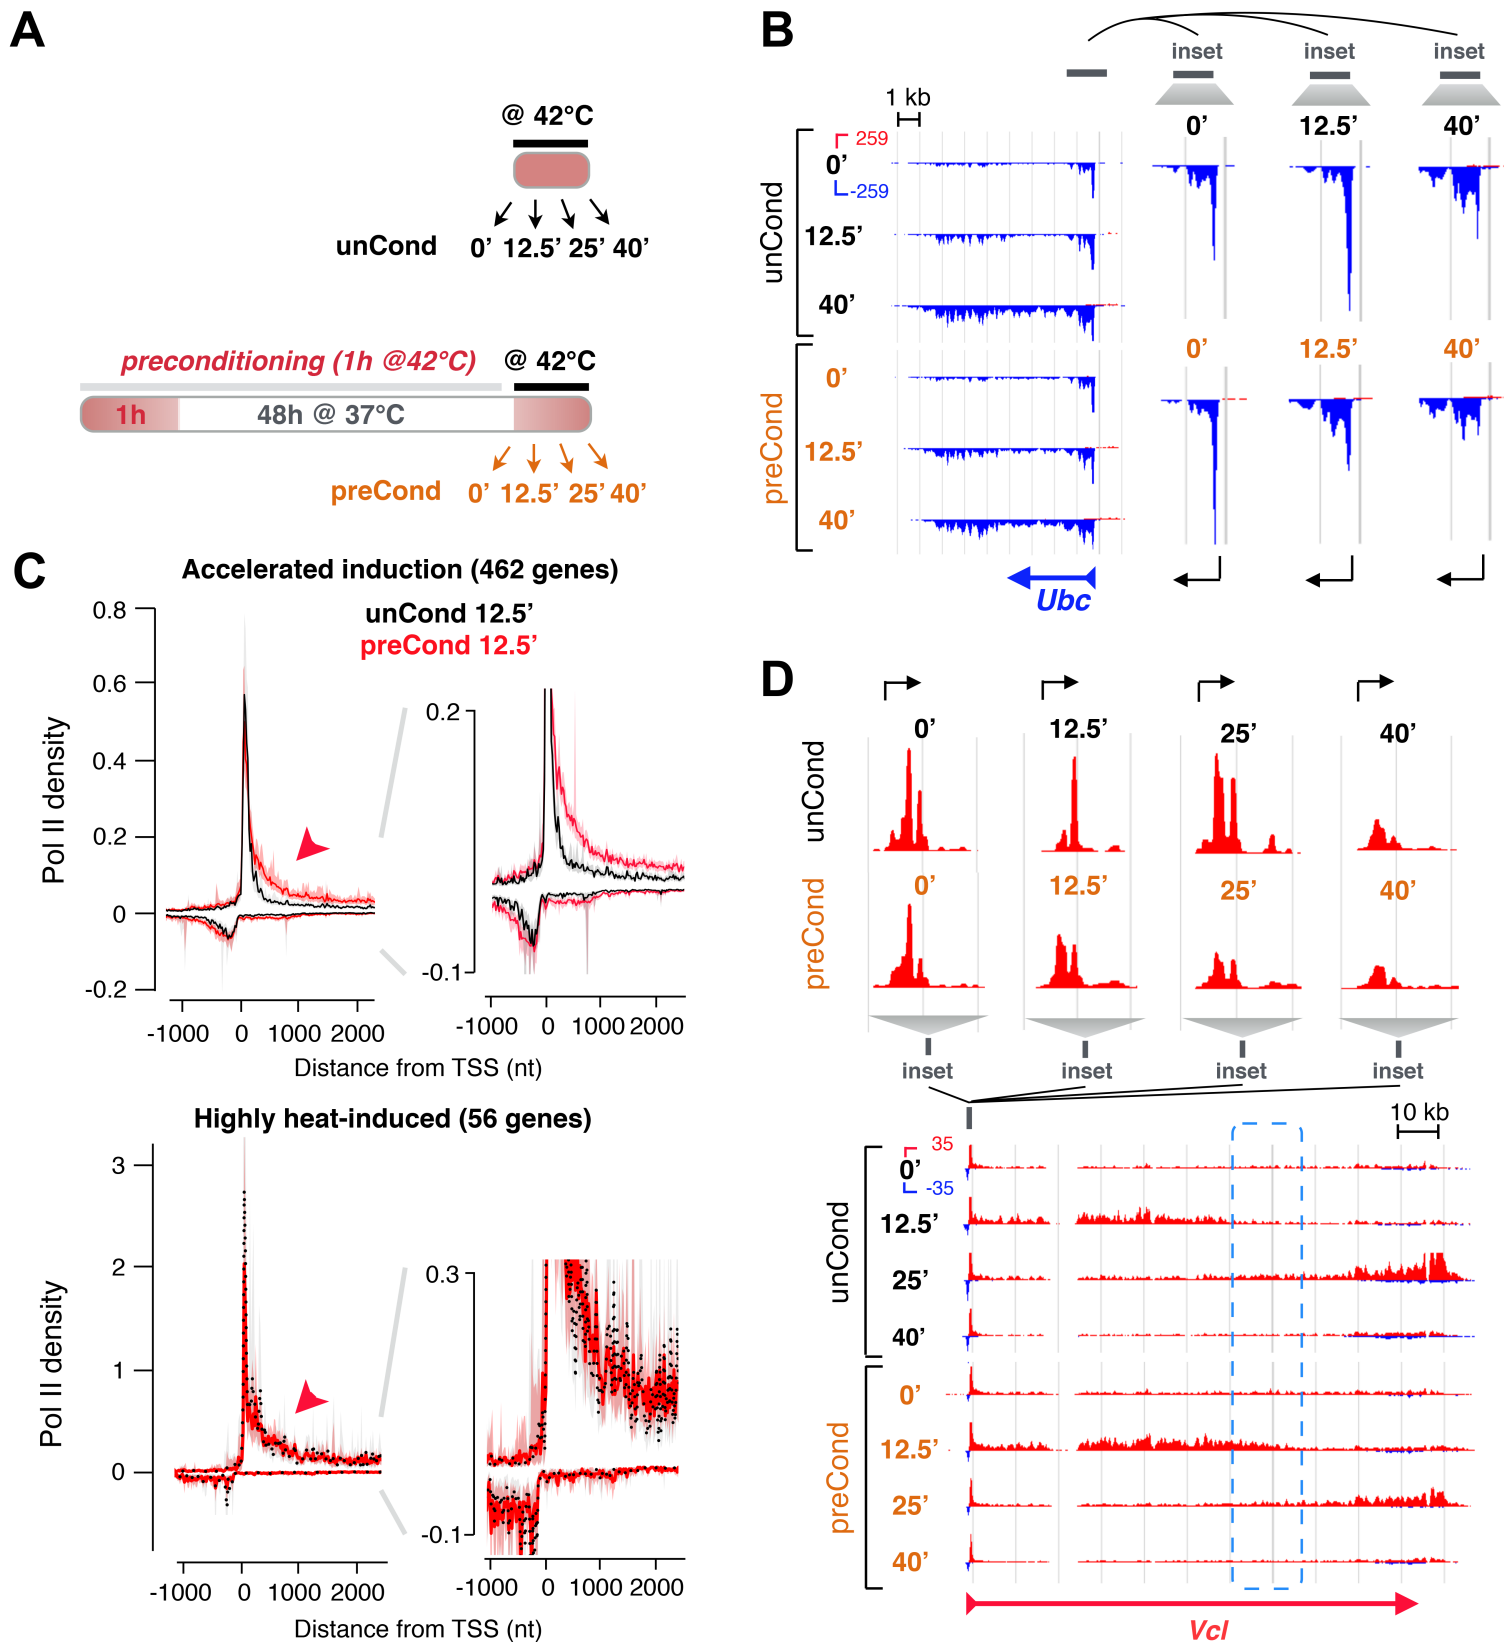 A
@ 42°C
unCond 0’ 12.5’ 25’ 40’
preconditioning (1h @42°C)
@ 42°C
1h
48h @ 37°C
preCond 0’ 12.5’ 25’ 40’
B
inset inset inset
1 kb
0’ 12.5’ 40’
unCond
259
0’
-259
12.5’
40’
0’ 12.5’ 40’
preCond
0’
12.5’
40’
Ubc
C
Accelerated induction (462 genes)
unCond 12.5’
preCond 12.5’
Pol II density
0.8
0.6
0.4
0.2
0
-0.2
-1000 0 1000 2000
0.2
-0.1
-1000 0 1000 2000
Distance from TSS (nt)
Highly heat-induced (56 genes)
Pol II density
3
2
1
0
-1000 0 1000 2000
0.3
-0.1
-1000 0 1000 2000
Distance from TSS (nt)
D
unCond
0’ 12.5’ 25’ 40’
preCond
0’ 12.5’ 25’ 40’
inset inset inset inset
10 kb
unCond
35
0’
-35
12.5’
25’
40’
preCond
0’
12.5’
25’
40’
Vcl